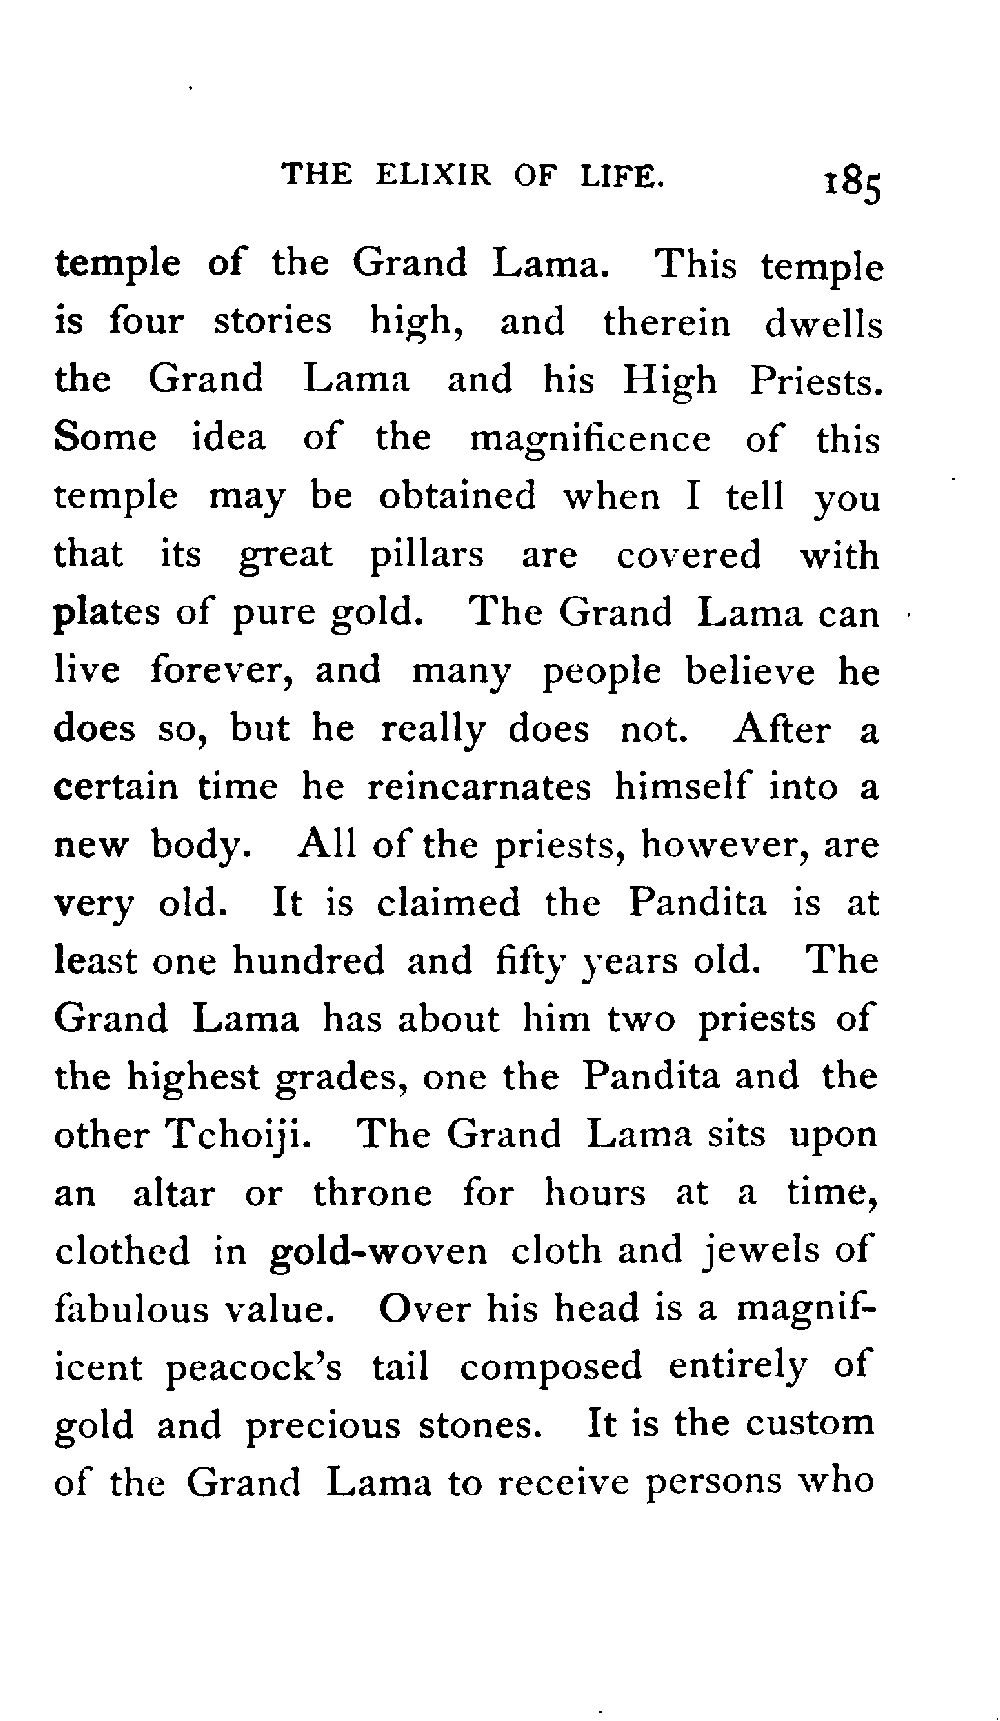 THE ELIXIR OF LIFE. 185
temple of the Grand Lama. This temple
is four stories high, and therein dwells
the Grand Lama and his High Priests.
Some idea of the magnificence of this
temple may be obtained when I tell you
that its great pillars are covered with
plates of pure gold. The Grand Lama can
live forever, and many people believe he
does so, but he really does not. After a
certain time he reincarnates himself into a
new body. All of the priests, however, are
very old. It is claimed the Pandita is at
least one hundred and fifty years old. The
Grand Lama has about him two priests of
the highest grades, one the Pandita and the
other Tchoiji. The Grand Lama sits upon
an altar or throne for hours at a time,
clothed in gold-woven cloth and jewels of
fabulous value. Over his head is a magnif-
icent peacock's tail composed entirely of
gold and precious stones. It is the custom
of the Grand Lama to receive persons who